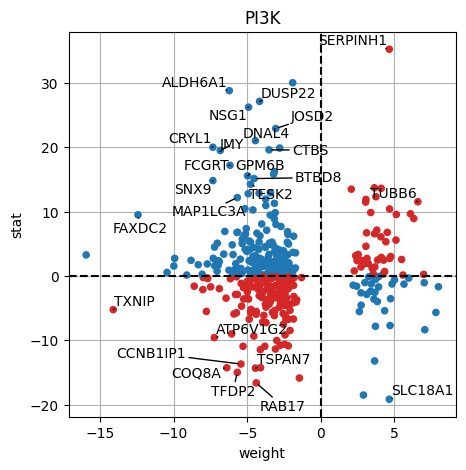 PI3K
SERPINH1
ALDH6A1
DUSP22
NSG1
JOSD2
DNAL4
CRYL1
JMY
CTBS
FCGRT
GPM6B
BTBD8
SNX9
TESK2
TUBB6
MAP1LC3A
FAXDC2
TXNIP
ATP6V1G2
CCNB1IP1
TSPAN7
COQ8A
TFDP2
RAB17
SLC18A1
stat
30
20
10
0
−10
−20
−15
−10
−5
0
5
weight